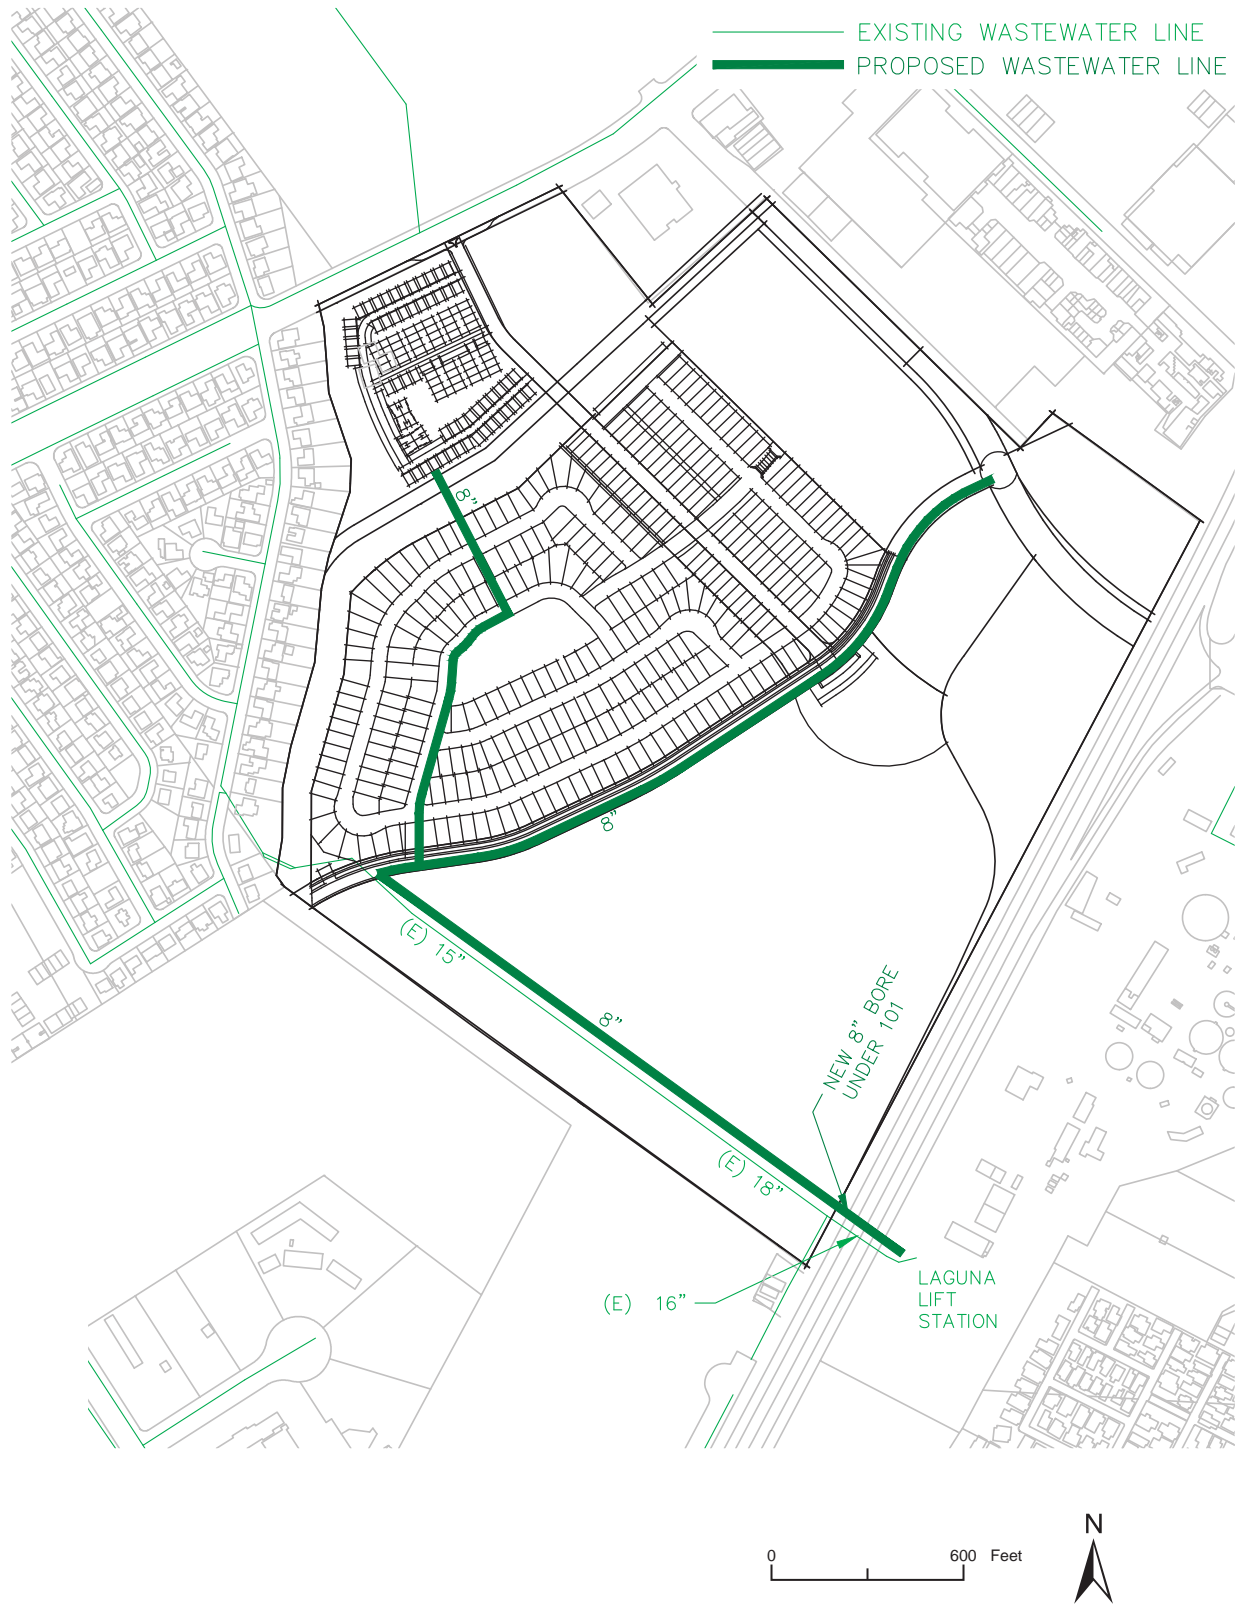 EXISTING WASTEWATER LINE
PROPOSED WASTEWATER LINE
8"
8"
(E) 15"
8"
NEW 8" BORE
UNDER 101
(E) 18"
(E) 16"
LAGUNA
LIFT
STATION
N
0 600 Feet